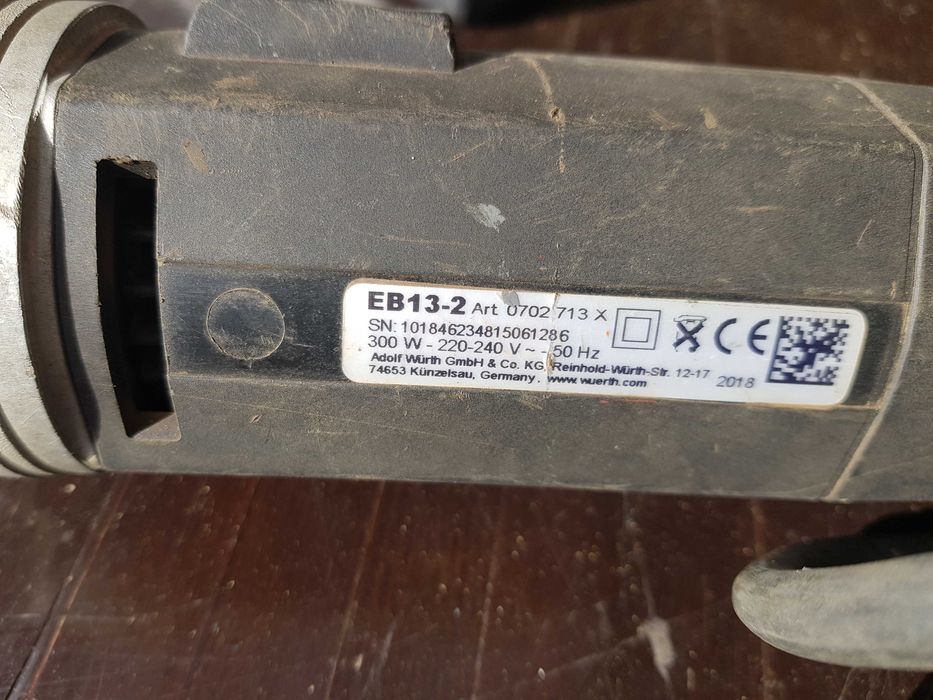 EB13-2 Art 0702 713 X
SN: 101846234815061286
300 W - 220-240 V ~ - 50 Hz
Adolf Würth GmbH & Co. KG, Reinhold-Würth-Str. 12-17
74653 Künzelsau, Germany, www.wuerth.com 2018
CE